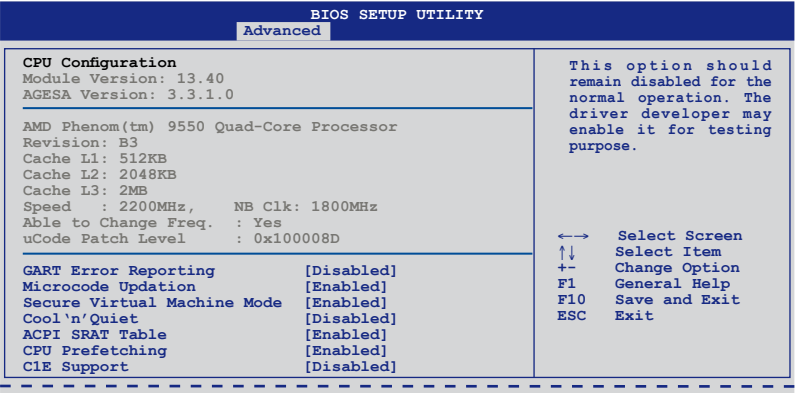 BIOS SETUP UTILITY
Advanced
CPU Configuration
Module Version: 13.40
AGESA Version: 3.3.1.0
AMD Phenom(tm) 9550 Quad-Core Processor
Revision: B3
Cache L1: 512KB
Cache L2: 2048KB
Cache L3: 2MB
Speed : 2200MHz, NB Clk: 1800MHz
Able to Change Freq. : Yes
uCode Patch Level : 0x100008D
GART Error Reporting [Disabled]
Microcode Updation [Enabled]
Secure Virtual Machine Mode [Enabled]
Cool‘n’Quiet [Disabled]
ACPI SRAT Table [Enabled]
CPU Prefetching [Enabled]
C1E Support [Disabled]
This option should
remain disabled for the
normal operation. The
driver developer may
enable it for testing
purpose.
←→ Select Screen
↑↓ Select Item
+- Change Option
F1 General Help
F10 Save and Exit
ESC Exit